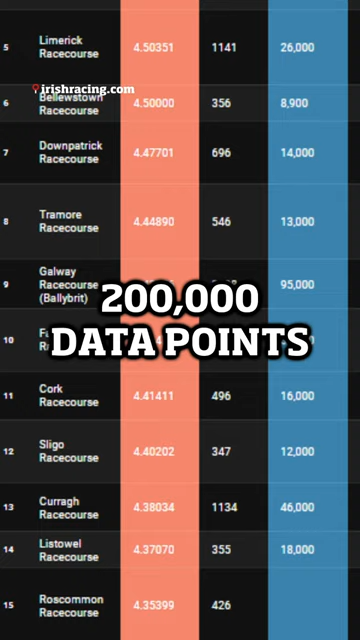 5 Limerick Racecourse 4.50351 1141 26,000
irishracing.com
6 Bellewstown Racecourse 4.50000 356 8,900
7 Downpatrick Racecourse 4.47701 696 14,000
8 Tramore Racecourse 4.44890 546 13,000
9 Galway Racecourse (Ballybrit) 95,000
200,000
DATA POINTS
10
11 Cork Racecourse 4.41411 496 16,000
12 Sligo Racecourse 4.40202 347 12,000
13 Curragh Racecourse 4.38034 1134 46,000
14 Listowel Racecourse 4.37070 355 18,000
15 Roscommon Racecourse 4.35399 426